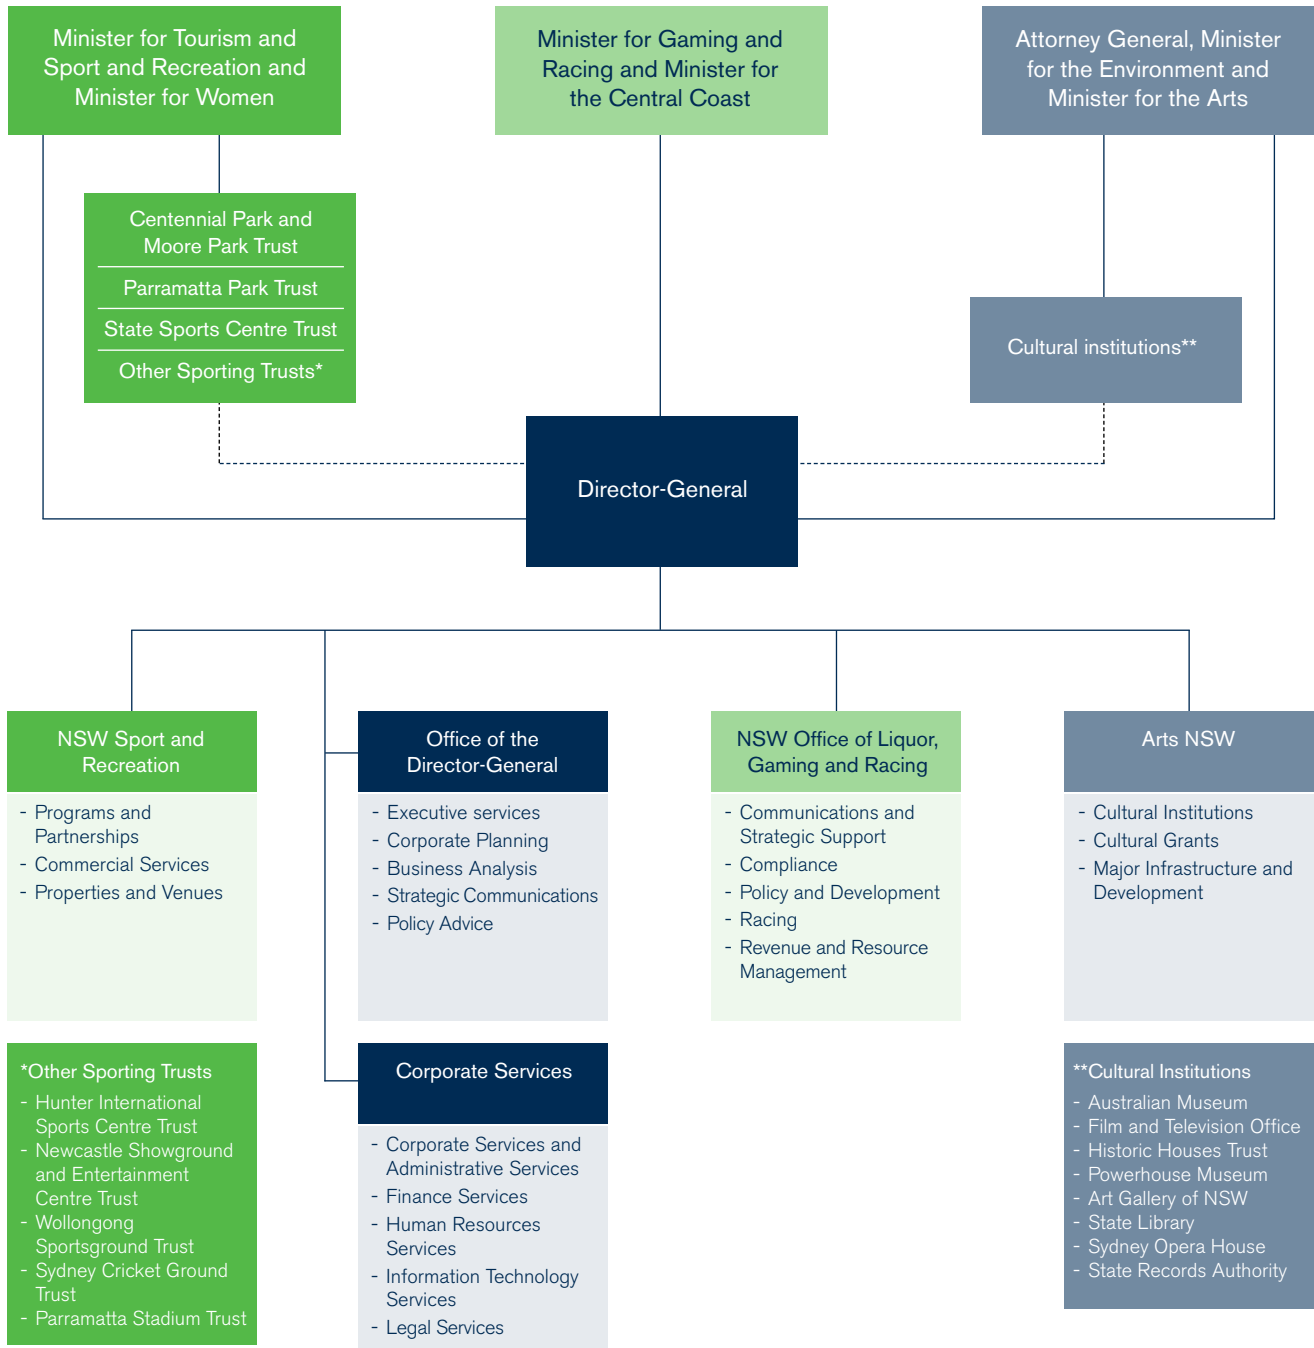 Minister for Tourism and
Sport and Recreation and
Minister for Women
Minister for Gaming and
Racing and Minister for
the Central Coast
Attorney General, Minister
for the Environment and
Minister for the Arts
Centennial Park and
Moore Park Trust
Parramatta Park Trust
State Sports Centre Trust
Other Sporting Trusts*
Cultural institutions**
Director-General
NSW Sport and
Recreation
- Programs and
Partnerships
- Commercial Services
- Properties and Venues
Office of the
Director-General
- Executive services
- Corporate Planning
- Business Analysis
- Strategic Communications
- Policy Advice
NSW Office of Liquor,
Gaming and Racing
- Communications and
Strategic Support
- Compliance
- Policy and Development
- Racing
- Revenue and Resource
Management
Arts NSW
- Cultural Institutions
- Cultural Grants
- Major Infrastructure and
Development
*Other Sporting Trusts
- Hunter International
Sports Centre Trust
- Newcastle Showground
and Entertainment
Centre Trust
- Wollongong
Sportsground Trust
- Sydney Cricket Ground
Trust
- Parramatta Stadium Trust
Corporate Services
- Corporate Services and
Administrative Services
- Finance Services
- Human Resources
Services
- Information Technology
Services
- Legal Services
**Cultural Institutions
- Australian Museum
- Film and Television Office
- Historic Houses Trust
- Powerhouse Museum
- Art Gallery of NSW
- State Library
- Sydney Opera House
- State Records Authority